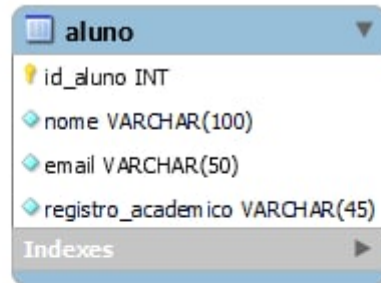 aluno
id_aluno INT
nome VARCHAR(100)
email VARCHAR(50)
registro_academico VARCHAR(45)
Indexes